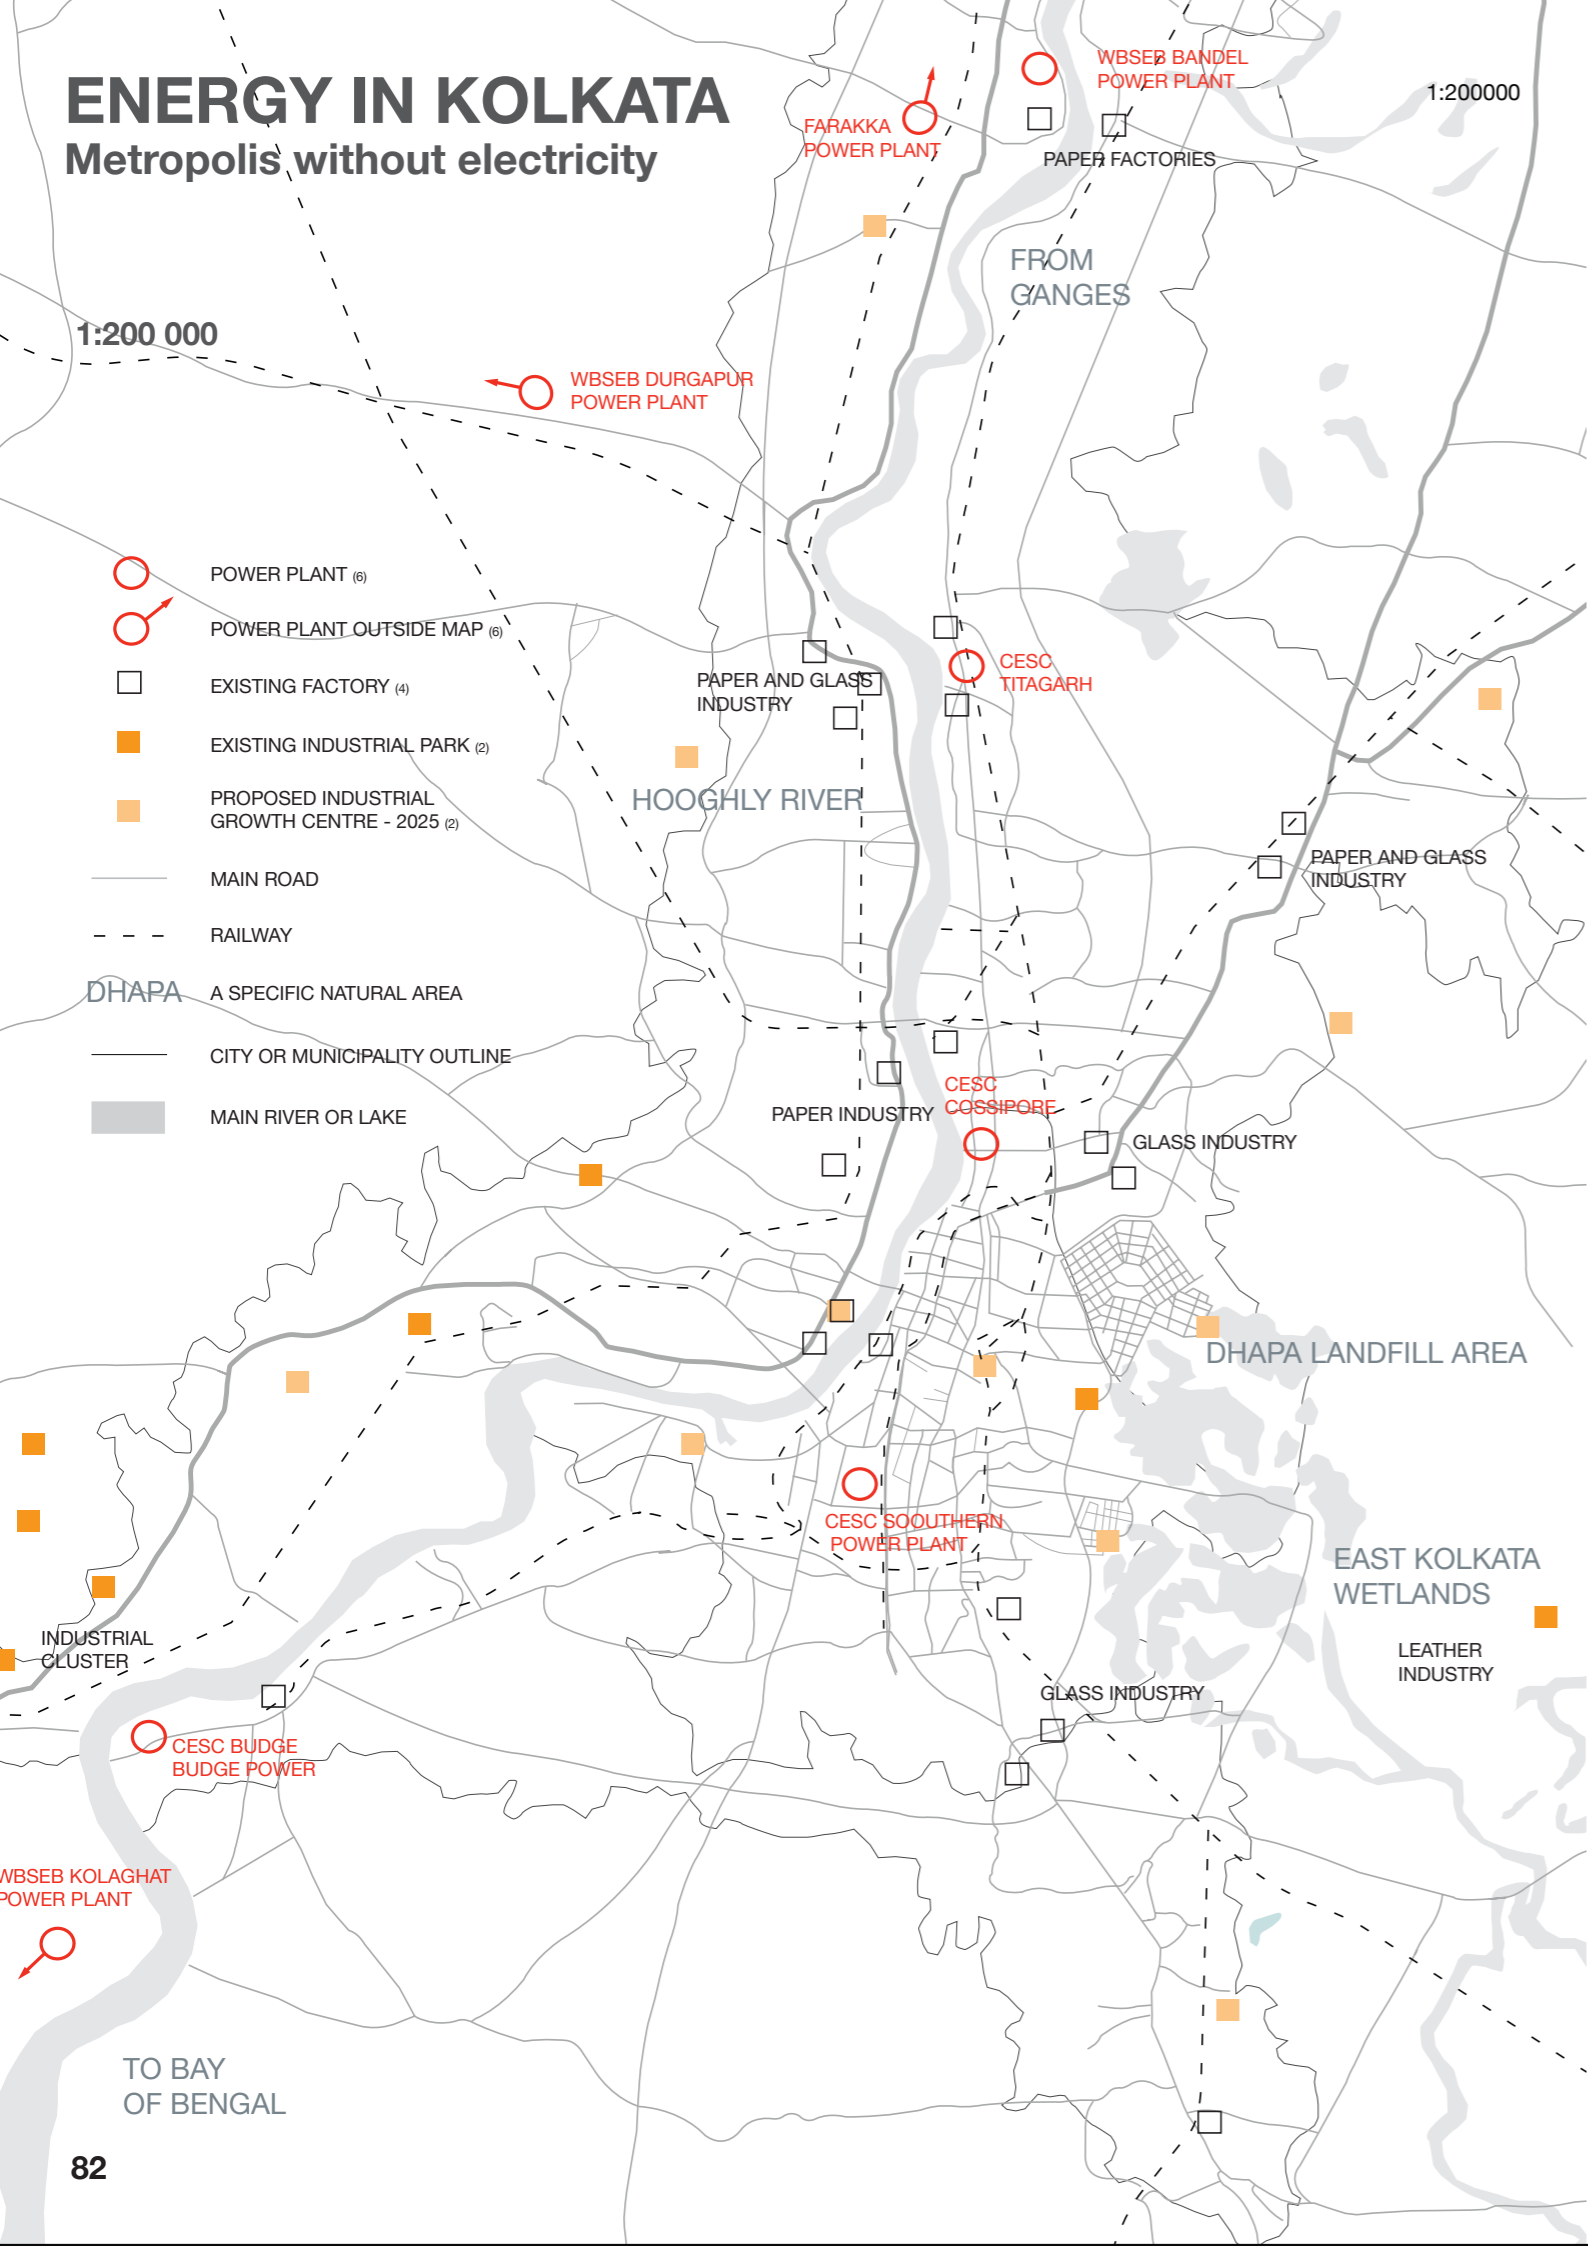 ENERGY IN KOLKATA
Metropolis without electricity
1:200 000
1:200000
WBSEB BANDEL
POWER PLANT
FARAKKA
POWER PLANT
PAPER FACTORIES
FROM
GANGES
WBSEB DURGAPUR
POWER PLANT
POWER PLANT (6)
POWER PLANT OUTSIDE MAP (6)
EXISTING FACTORY (4)
EXISTING INDUSTRIAL PARK (2)
PROPOSED INDUSTRIAL
GROWTH CENTRE - 2025 (2)
MAIN ROAD
RAILWAY
DHAPA A SPECIFIC NATURAL AREA
CITY OR MUNICIPALITY OUTLINE
MAIN RIVER OR LAKE
CESC
TITAGARH
PAPER AND GLASS
INDUSTRY
HOOGHLY RIVER
PAPER AND GLASS
INDUSTRY
CESC
COSSIPORE
PAPER INDUSTRY
GLASS INDUSTRY
DHAPA LANDFILL AREA
CESC SOOUTHERN
POWER PLANT
EAST KOLKATA
WETLANDS
LEATHER
INDUSTRY
INDUSTRIAL
CLUSTER
GLASS INDUSTRY
CESC BUDGE
BUDGE POWER
WBSEB KOLAGHAT
POWER PLANT
TO BAY
OF BENGAL
82